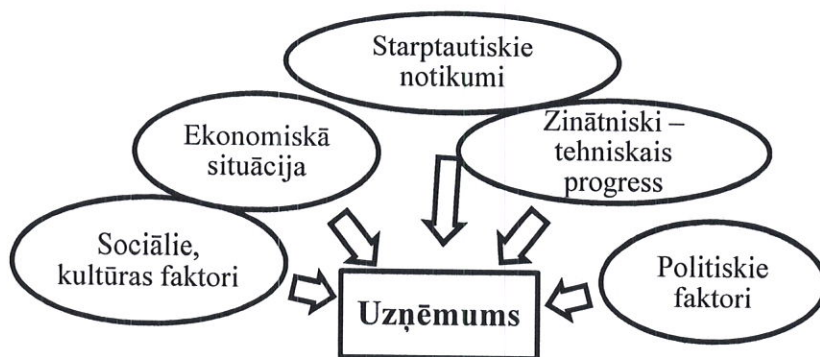 Starptautiskie
notikumi
Ekonomiskā
situācija
Zinātniski –
tehniskais
progress
Sociālie,
kultūras faktori
Politiskie
faktori
Uzņēmums